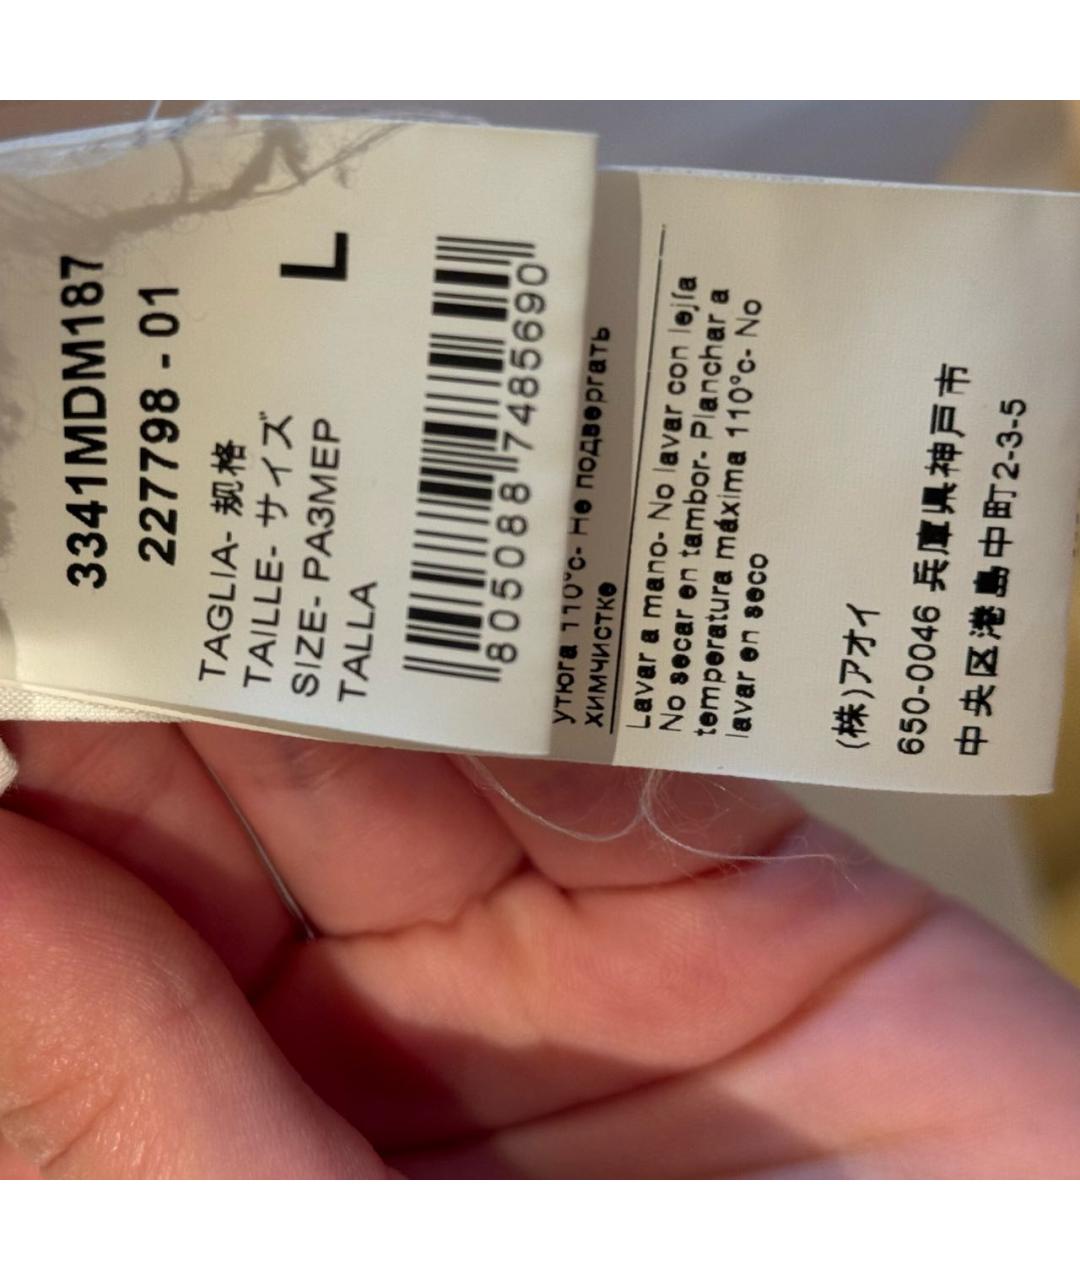 3341MDM187
227798 - 01
TAGLIA- 规格
TAILLE- サイズ
SIZE- РАЗМЕР
TALLA
L
8050887485690
утюга 110°c- Не подвергать
химчистке
Lavar a mano- No lavar con lejía
No secar en tambor- Planchar a
temperatura máxima 110°c- No
lavar en seco
(株)アオイ
650-0046 兵庫県神戸市
中央区港島中町2-3-5